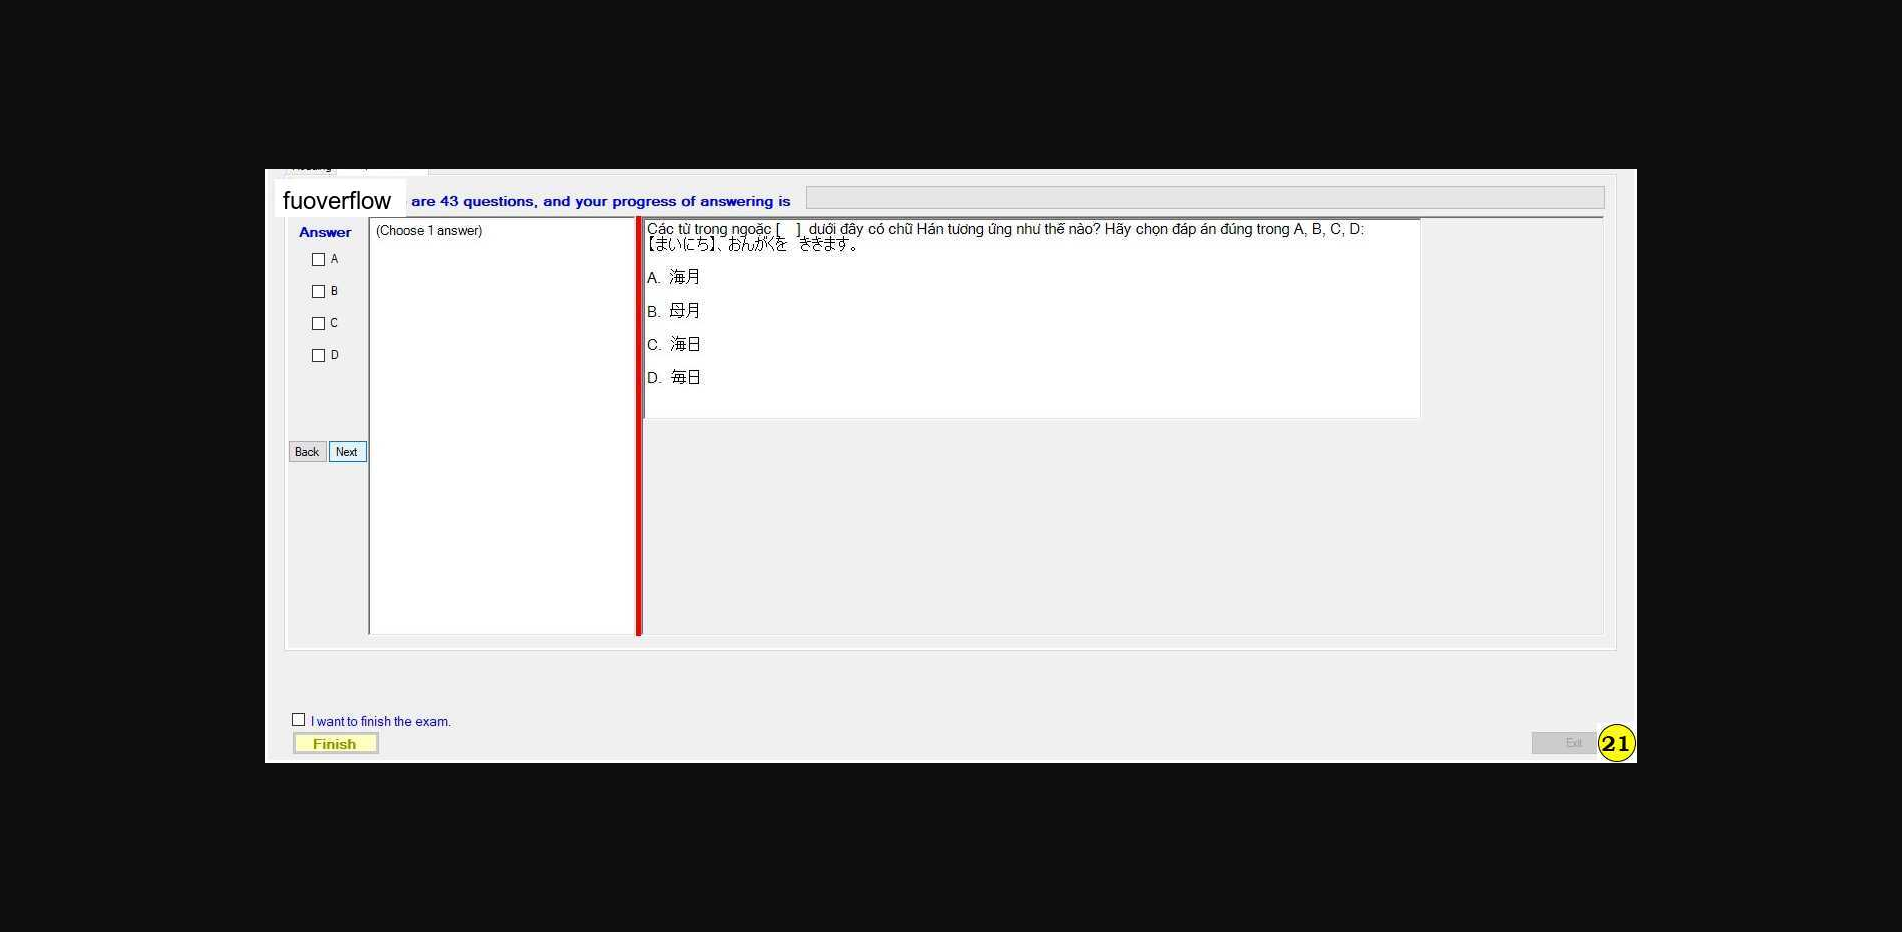 fuoverflow are 43 questions, and your progress of answering is
Answer
(Choose 1 answer)
A
B
C
D
Back Next
Các từ trong ngoặc [ ] dưới đây có chữ Hán tương ứng như thế nào? Hãy chọn đáp án đúng trong A, B, C, D:
【まいにち】、おんがくを ききます。
A. 海月
B. 母月
C. 海日
D. 毎日
I want to finish the exam.
Finish
Exit
21